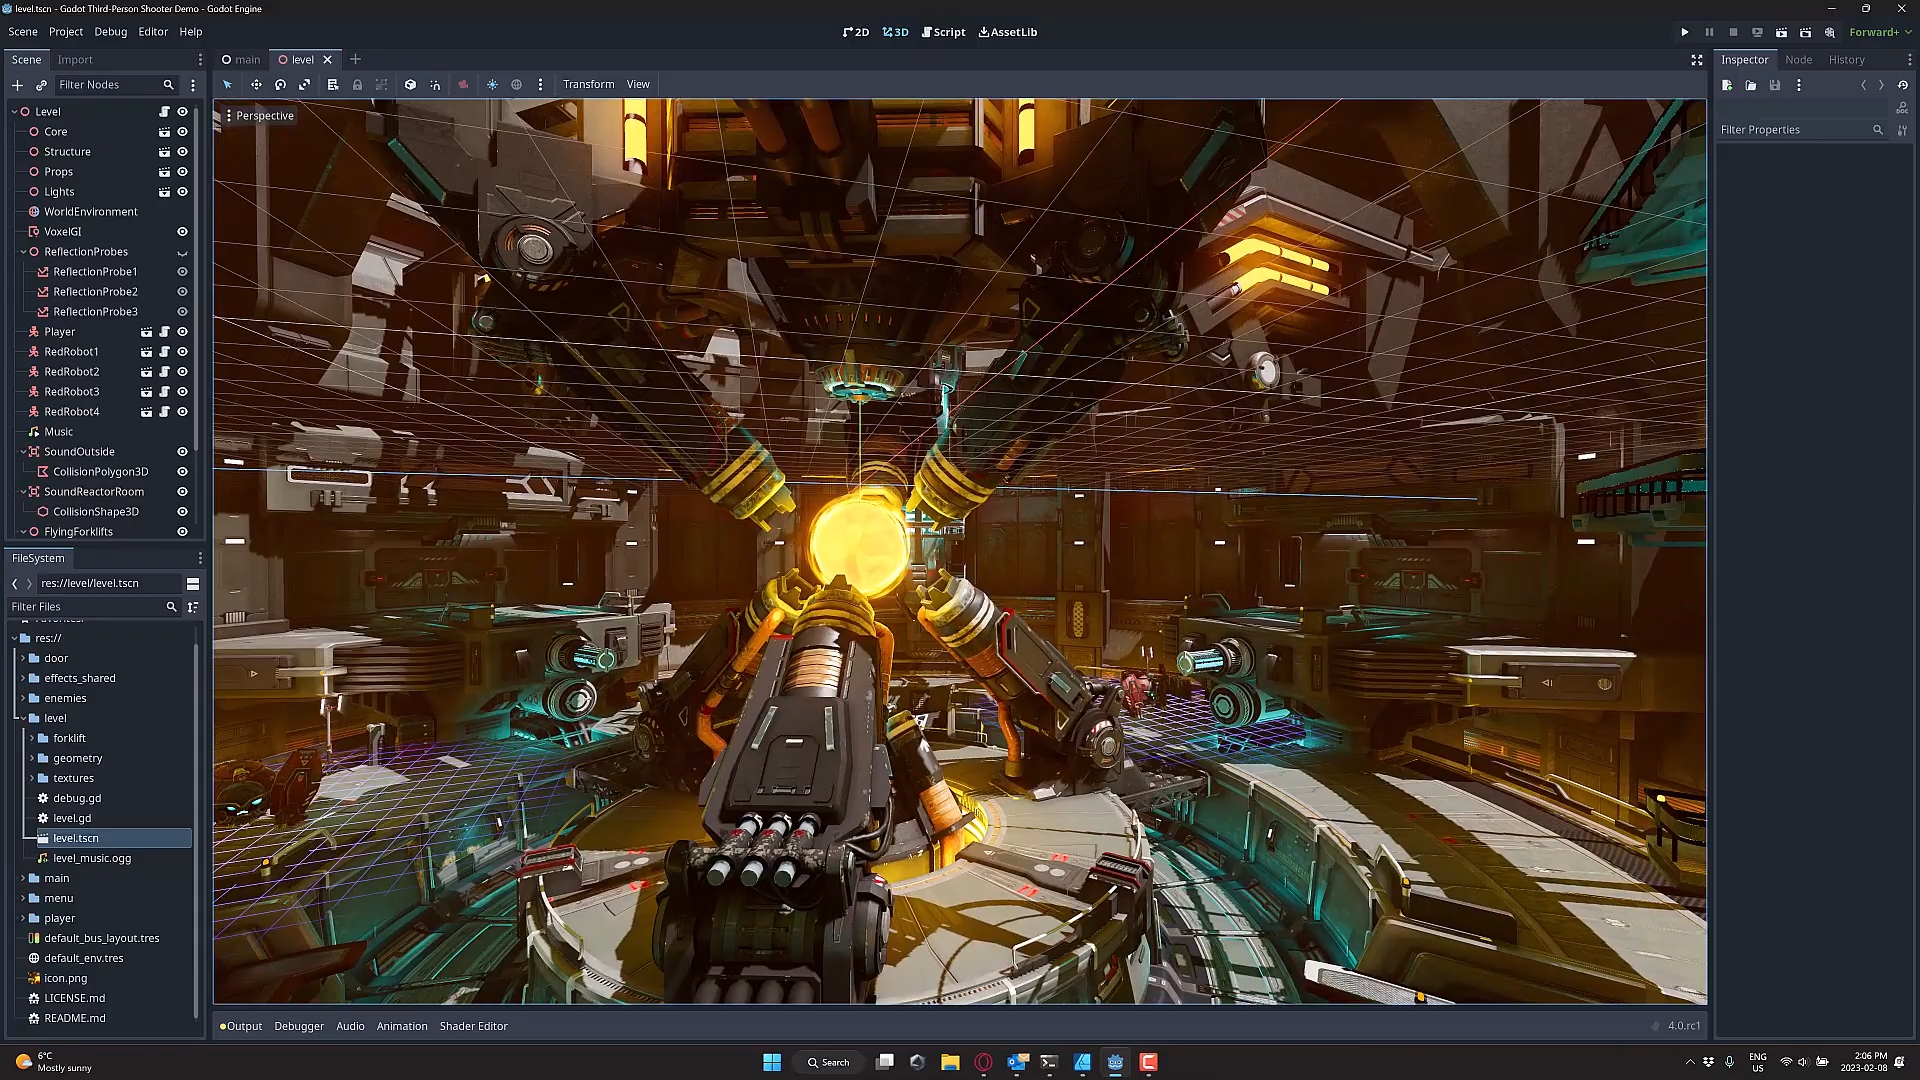 level.tscn - Godot Third-Person Shooter Demo - Godot Engine
Scene Project Debug Editor Help
2D 3D Script AssetLib
Forward+
Scene Import
main level
Inspector Node History
Filter Nodes
Transform View
Perspective
Filter Properties
Level
Core
Structure
Props
Lights
WorldEnvironment
VoxelGI
ReflectionProbes
ReflectionProbe1
ReflectionProbe2
ReflectionProbe3
Player
RedRobot1
RedRobot2
RedRobot3
RedRobot4
Music
SoundOutside
CollisionPolygon3D
SoundReactorRoom
CollisionShape3D
FlyingForklifts
FileSystem
res://level/level.tscn
Filter Files
res://
door
effects_shared
enemies
level
forklift
geometry
textures
debug.gd
level.gd
level.tscn
level_music.ogg
main
menu
player
default_bus_layout.tres
default_env.tres
icon.png
LICENSE.md
README.md
Output Debugger Audio Animation Shader Editor
4.0.rc1
6°C
Mostly sunny
Search
ENG
US
2:06 PM
2023-02-08